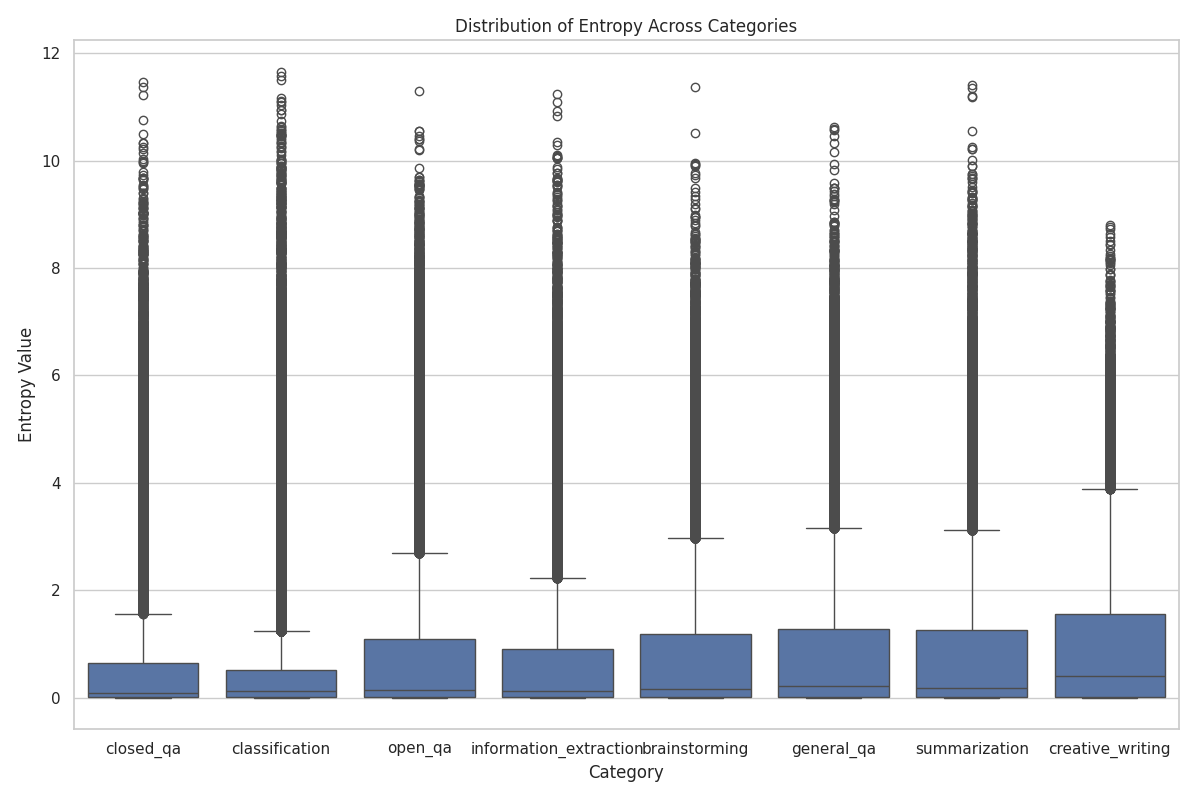 Distribution of Entropy Across Categories
12
10
8
6
4
2
0
Entropy Value
closed_qa classification open_qa information_extraction brainstorming general_qa summarization creative_writing
Category